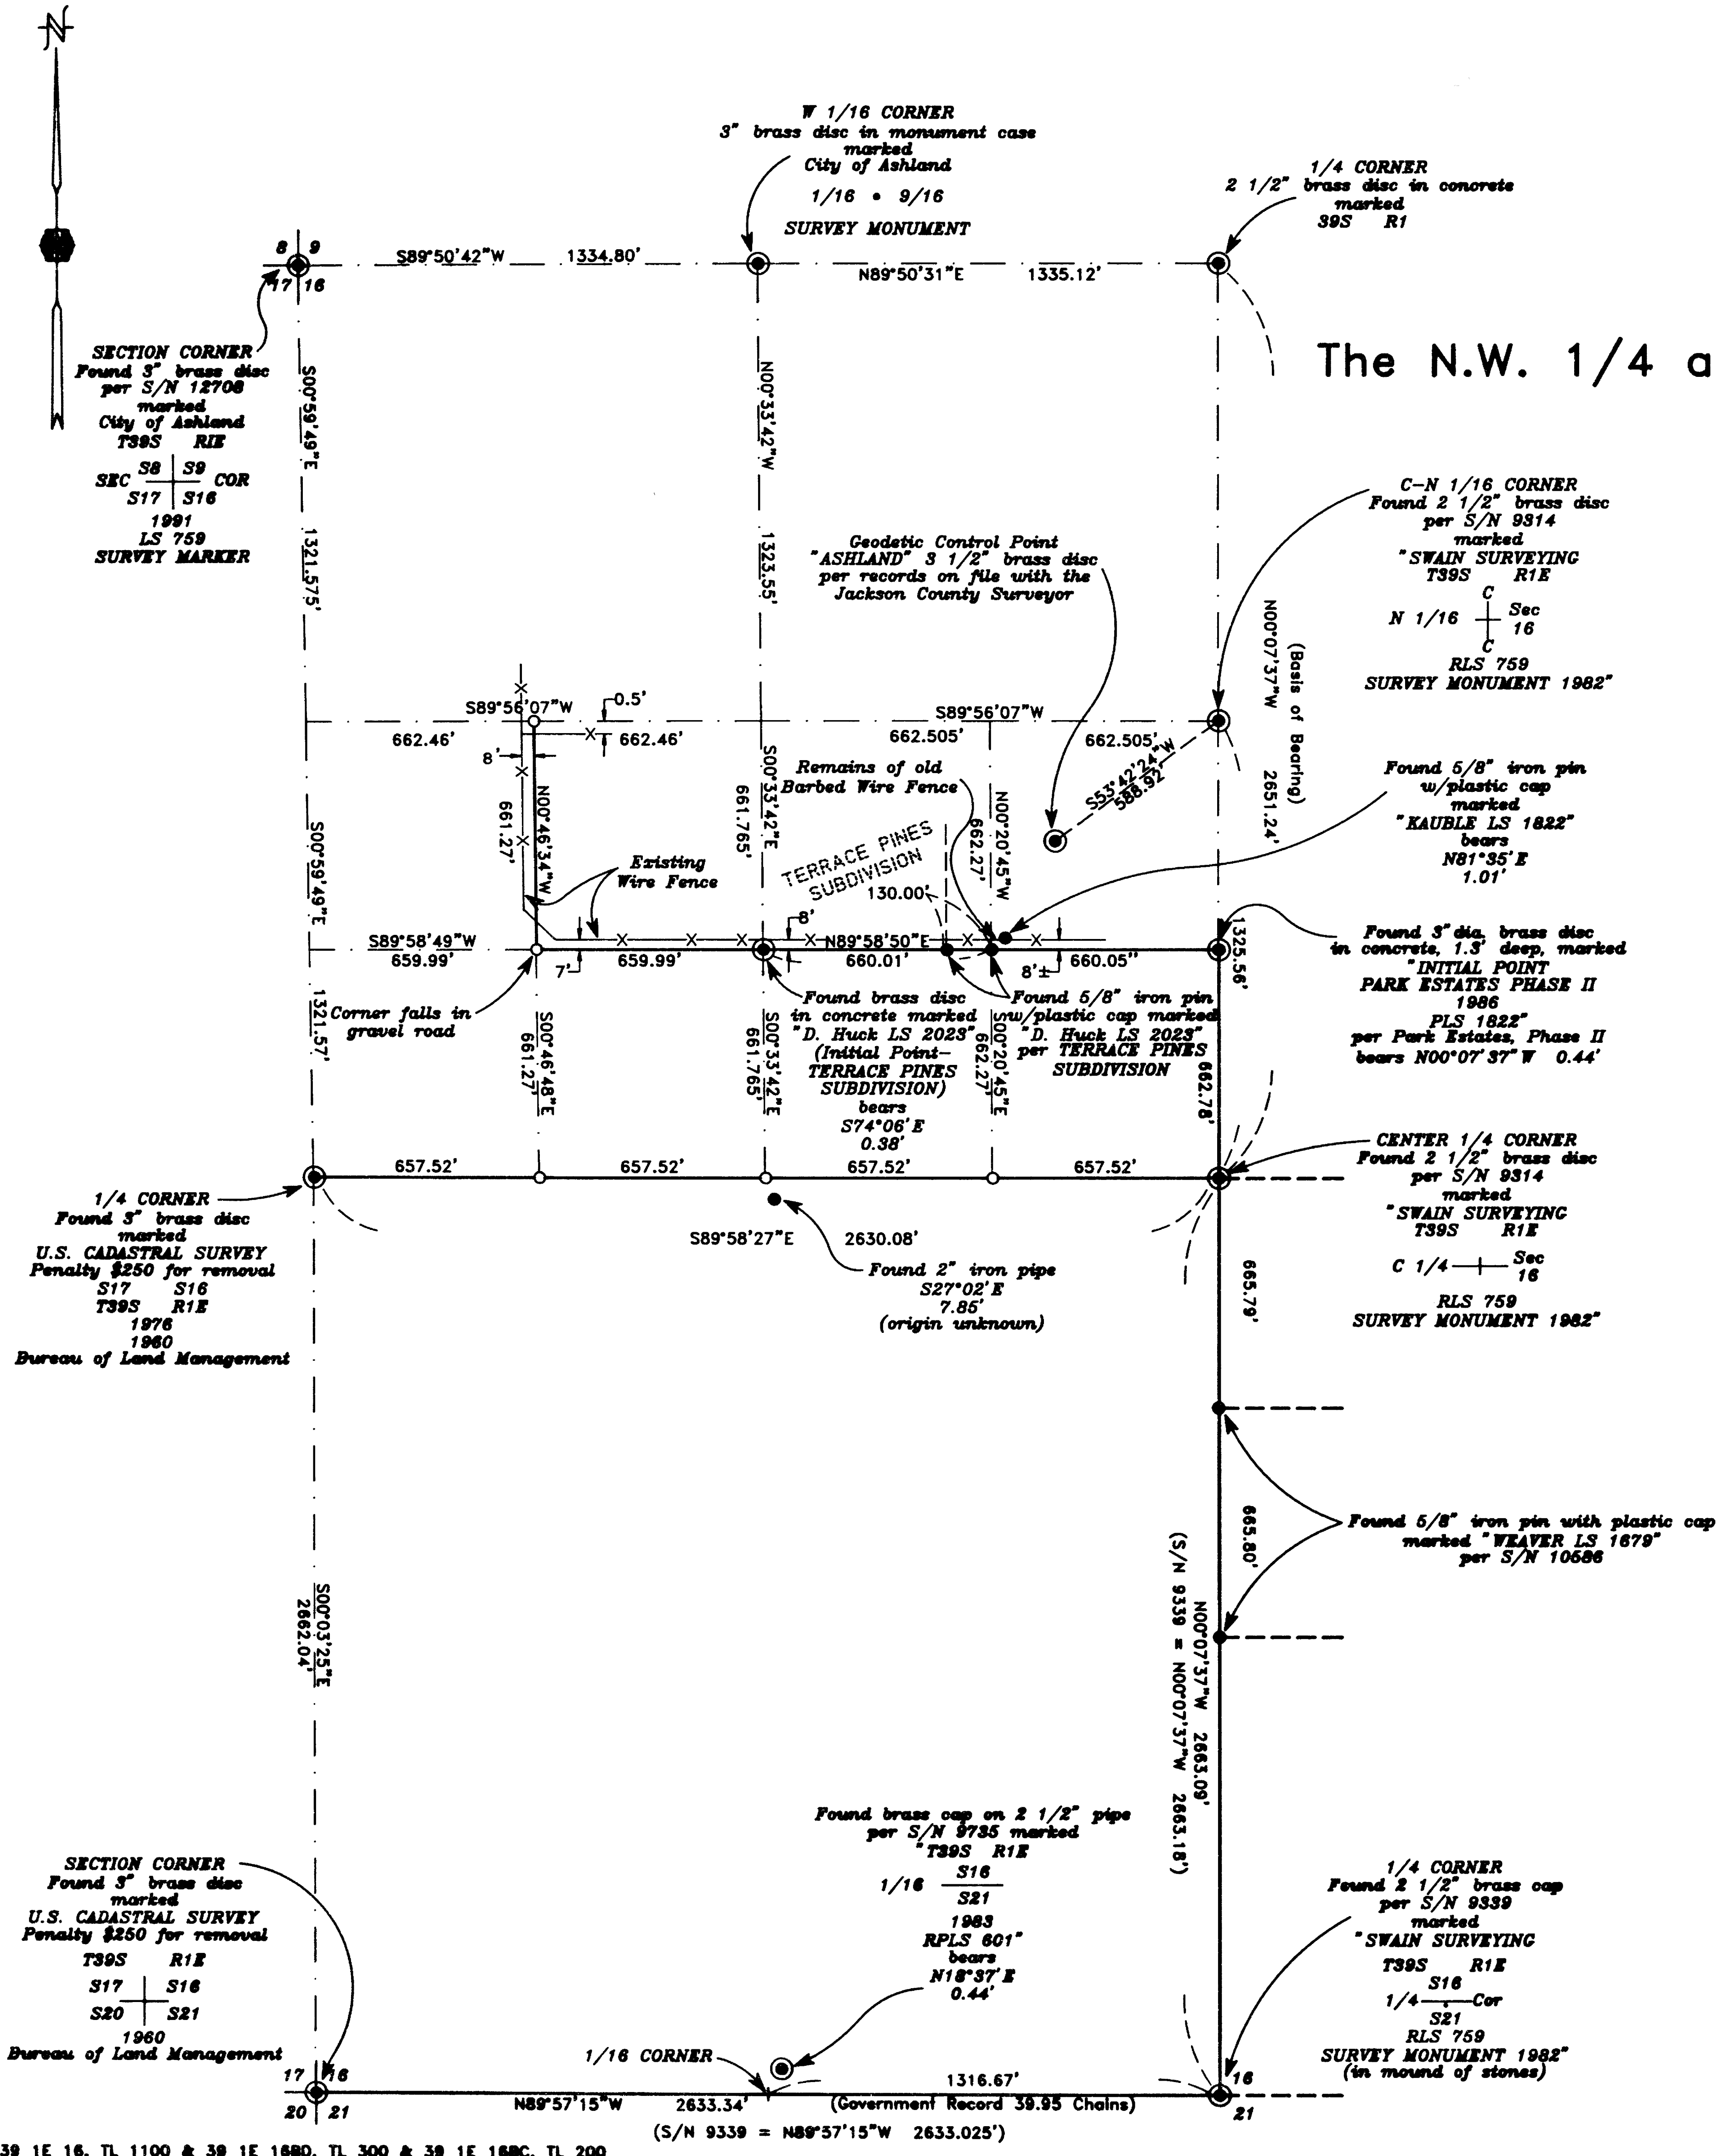 N
W 1/16 CORNER
3" brass disc in monument case
marked
City of Ashland
1/16 • 9/16
SURVEY MONUMENT
1/4 CORNER
2 1/2" brass disc in concrete
marked
39S R1
8 9
17 16
S89°50'42"W 1334.80'
N89°50'31"E 1335.12'
The N.W. 1/4 a
SECTION CORNER
Found 3" brass disc
per S/N 12708
marked
City of Ashland
T39S R1E
S8 S9
SEC COR
S17 S16
1991
LS 759
SURVEY MARKER
S00°59'49"E
1321.575'
N00°33'42"W
1323.55'
Geodetic Control Point
"ASHLAND" 3 1/2" brass disc
per records on file with the
Jackson County Surveyor
C-N 1/16 CORNER
Found 2 1/2" brass disc
per S/N 9314
marked
"SWAIN SURVEYING
T39S R1E
C
N 1/16 Sec
16
C
RLS 759
SURVEY MONUMENT 1982"
(Basis of Bearing)
N00°07'37"W 2651.24'
S89°56'07"W
0.5'
S89°56'07"W
662.46'
662.46'
662.505'
662.505'
8'
N00°46'34"W
661.27'
S00°33'42"E
661.765'
Remains of old
Barbed Wire Fence
N00°20'45"W
662.27'
S53°42'24"W
588.92'
Found 5/8" iron pin
w/plastic cap
marked
"KAUBLE LS 1822"
bears
N81°35'E
1.01'
S00°59'49"E
1321.57'
Existing
Wire Fence
TERRACE PINES
SUBDIVISION
130.00'
8'
S89°58'49"W
659.99'
659.99'
N89°58'50"E
660.01'
660.05"
7'
8'±
1325.56'
Found 3" dia. brass disc
in concrete, 1.3' deep, marked
"INITIAL POINT
PARK ESTATES PHASE II
1986
PLS 1822"
per Park Estates, Phase II
bears N00°07'37"W 0.44'
Corner falls in
gravel road
S00°46'48"E
661.27'
Found brass disc
in concrete marked
"D. Huck LS 2023"
(Initial Point-
TERRACE PINES
SUBDIVISION)
bears
S74°06'E
0.38'
S00°33'42"E
661.765'
Found 5/8" iron pin
w/plastic cap marked
"D. Huck LS 2023"
per TERRACE PINES
SUBDIVISION
S00°20'45"E
662.27'
662.78'
657.52'
657.52'
657.52'
657.52'
S89°58'27"E 2630.08'
1/4 CORNER
Found 3" brass disc
marked
U.S. CADASTRAL SURVEY
Penalty $250 for removal
S17 S16
T39S R1E
1976
1960
Bureau of Land Management
Found 2" iron pipe
S27°02'E
7.85'
(origin unknown)
CENTER 1/4 CORNER
Found 2 1/2" brass disc
per S/N 9314
marked
"SWAIN SURVEYING
T39S R1E
C 1/4 Sec
16
RLS 759
SURVEY MONUMENT 1982"
665.79'
665.80'
Found 5/8" iron pin with plastic cap
marked "WEAVER LS 1679"
per S/N 10586
S00°03'25"E
2662.04'
N00°07'37"W 2663.09'
(S/N 9339 = N00°07'37"W 2663.18')
Found brass cap on 2 1/2" pipe
per S/N 9735 marked
"T39S R1E
S16
1/16
S21
1983
RPLS 601"
bears
N18°37'E
0.44'
SECTION CORNER
Found 3" brass disc
marked
U.S. CADASTRAL SURVEY
Penalty $250 for removal
T39S R1E
S17 S16
S20 S21
1960
Bureau of Land Management
1/4 CORNER
Found 2 1/2" brass cap
per S/N 9339
marked
"SWAIN SURVEYING
T39S R1E
S16
1/4 Cor
S21
RLS 759
SURVEY MONUMENT 1982"
(in mound of stones)
1/16 CORNER
17 16
20 21
1316.67'
16
21
N89°57'15"W 2633.34' (Government Record 39.95 Chains)
(S/N 9339 = N89°37'15"W 2633.025')
39 1E 16, TL 1100 & 39 1E 16BD, TL 300 & 39 1E 16BC, TL 200